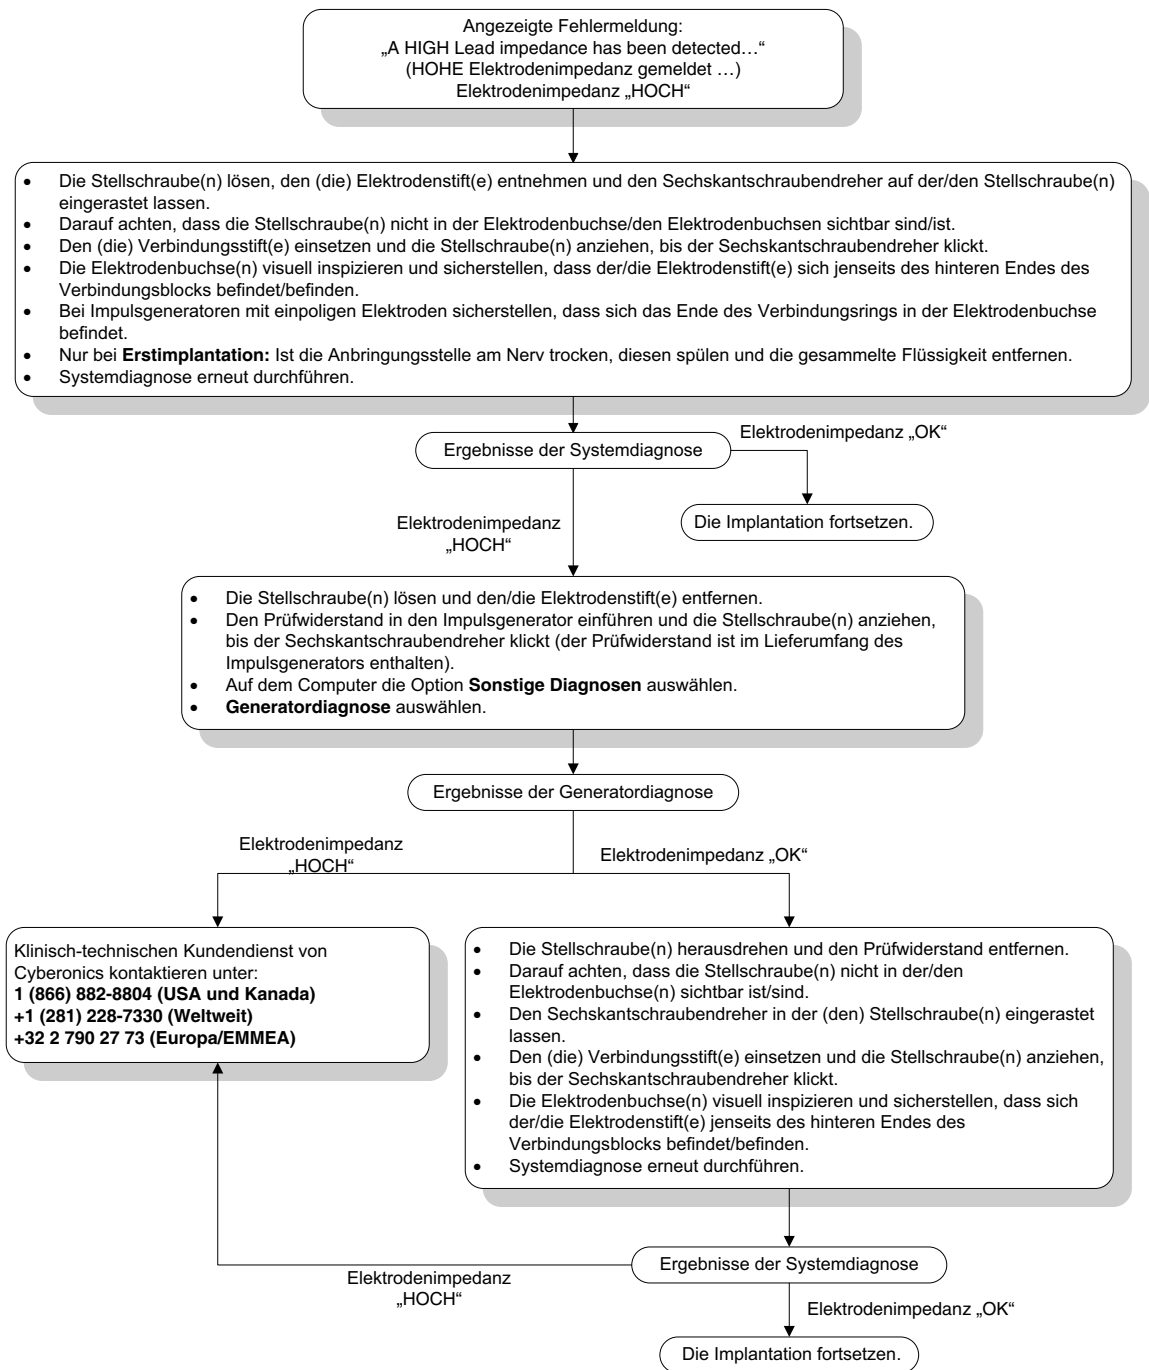 Angezeigte Fehlermeldung:
„A HIGH Lead impedance has been detected…“
(HOHE Elektrodenimpedanz gemeldet …)
Elektrodenimpedanz „HOCH“
• Die Stellschraube(n) lösen, den (die) Elektrodenstift(e) entnehmen und den Sechskantschraubendreher auf der/den Stellschraube(n)
eingerastet lassen.
• Darauf achten, dass die Stellschraube(n) nicht in der Elektrodenbuchse/den Elektrodenbuchsen sichtbar sind/ist.
• Den (die) Verbindungsstift(e) einsetzen und die Stellschraube(n) anziehen, bis der Sechskantschraubendreher klickt.
• Die Elektrodenbuchse(n) visuell inspizieren und sicherstellen, dass der/die Elektrodenstift(e) sich jenseits des hinteren Endes des
Verbindungsblocks befindet/befinden.
• Bei Impulsgeneratoren mit einpoligen Elektroden sicherstellen, dass sich das Ende des Verbindungsrings in der Elektrodenbuchse
befindet.
• Nur bei Erstimplantation: Ist die Anbringungsstelle am Nerv trocken, diesen spülen und die gesammelte Flüssigkeit entfernen.
• Systemdiagnose erneut durchführen.
Ergebnisse der Systemdiagnose
Elektrodenimpedanz „OK“
Die Implantation fortsetzen.
Elektrodenimpedanz
„HOCH“
• Die Stellschraube(n) lösen und den/die Elektrodenstift(e) entfernen.
• Den Prüfwiderstand in den Impulsgenerator einführen und die Stellschraube(n) anziehen,
bis der Sechskantschraubendreher klickt (der Prüfwiderstand ist im Lieferumfang des
Impulsgenerators enthalten).
• Auf dem Computer die Option Sonstige Diagnosen auswählen.
• Generatordiagnose auswählen.
Ergebnisse der Generatordiagnose
Elektrodenimpedanz
„HOCH“
Elektrodenimpedanz „OK“
Klinisch-technischen Kundendienst von
Cyberonics kontaktieren unter:
1 (866) 882-8804 (USA und Kanada)
+1 (281) 228-7330 (Weltweit)
+32 2 790 27 73 (Europa/EMMEA)
• Die Stellschraube(n) herausdrehen und den Prüfwiderstand entfernen.
• Darauf achten, dass die Stellschraube(n) nicht in der/den
Elektrodenbuchse(n) sichtbar ist/sind.
• Den Sechskantschraubendreher in der (den) Stellschraube(n) eingerastet
lassen.
• Den (die) Verbindungsstift(e) einsetzen und die Stellschraube(n) anziehen,
bis der Sechskantschraubendreher klickt.
• Die Elektrodenbuchse(n) visuell inspizieren und sicherstellen, dass sich
der/die Elektrodenstift(e) jenseits des hinteren Endes des
Verbindungsblocks befindet/befinden.
• Systemdiagnose erneut durchführen.
Ergebnisse der Systemdiagnose
Elektrodenimpedanz
„HOCH“
Elektrodenimpedanz „OK“
Die Implantation fortsetzen.